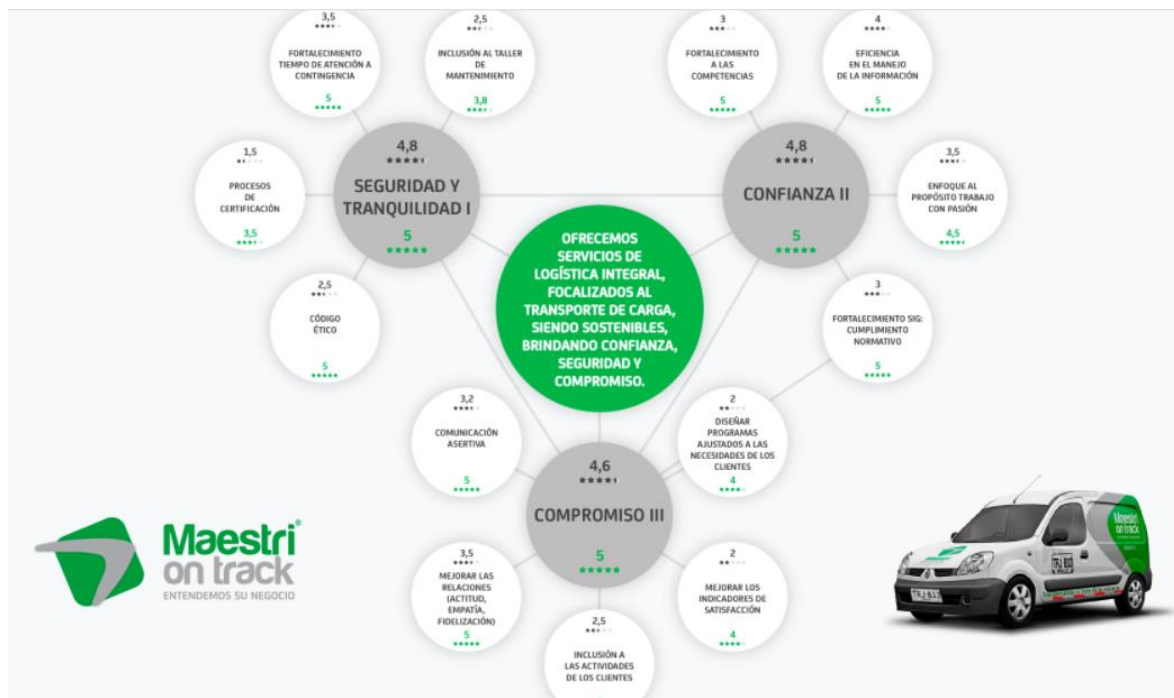 3,5
FORTALECIMIENTO
TIEMPO DE ATENCIÓN A
CONTINGENCIA
5
2,5
INCLUSIÓN AL TALLER
DE
MANTENIMIENTO
3,8
3
FORTALECIMIENTO
A LAS
COMPETENCIAS
5
4
EFICIENCIA
EN EL MANEJO
DE LA INFORMACIÓN
5
1,5
PROCESOS
DE
CERTIFICACIÓN
3,5
4,8
SEGURIDAD Y
TRANQUILIDAD I
5
4,8
CONFIANZA II
5
3,5
ENFOQUE AL
PROPÓSITO TRABAJO
CON PASIÓN
4,5
OFRECEMOS
SERVICIOS DE
LOGÍSTICA INTEGRAL,
FOCALIZADOS AL
TRANSPORTE DE CARGA,
SIENDO SOSTENIBLES,
BRINDANDO CONFIANZA,
SEGURIDAD Y
COMPROMISO.
2,5
CÓDIGO
ÉTICO
5
3
FORTALECIMIENTO SIG:
CUMPLIMIENTO
NORMATIVO
5
3,2
COMUNICACIÓN
ASERTIVA
5
2
DISEÑAR
PROGRAMAS
AJUSTADOS A LAS
NECESIDADES DE LOS
CLIENTES
4
4,6
COMPROMISO III
5
3,5
MEJORAR LAS
RELACIONES
(ACTITUD,
EMPATÍA,
FIDELIZACIÓN)
5
2
MEJORAR LOS
INDICADORES DE
SATISFACCIÓN
4
2,5
INCLUSIÓN A
LAS ACTIVIDADES
DE LOS CLIENTES
Maestri®
on track
ENTENDEMOS SU NEGOCIO
Maestri
on track